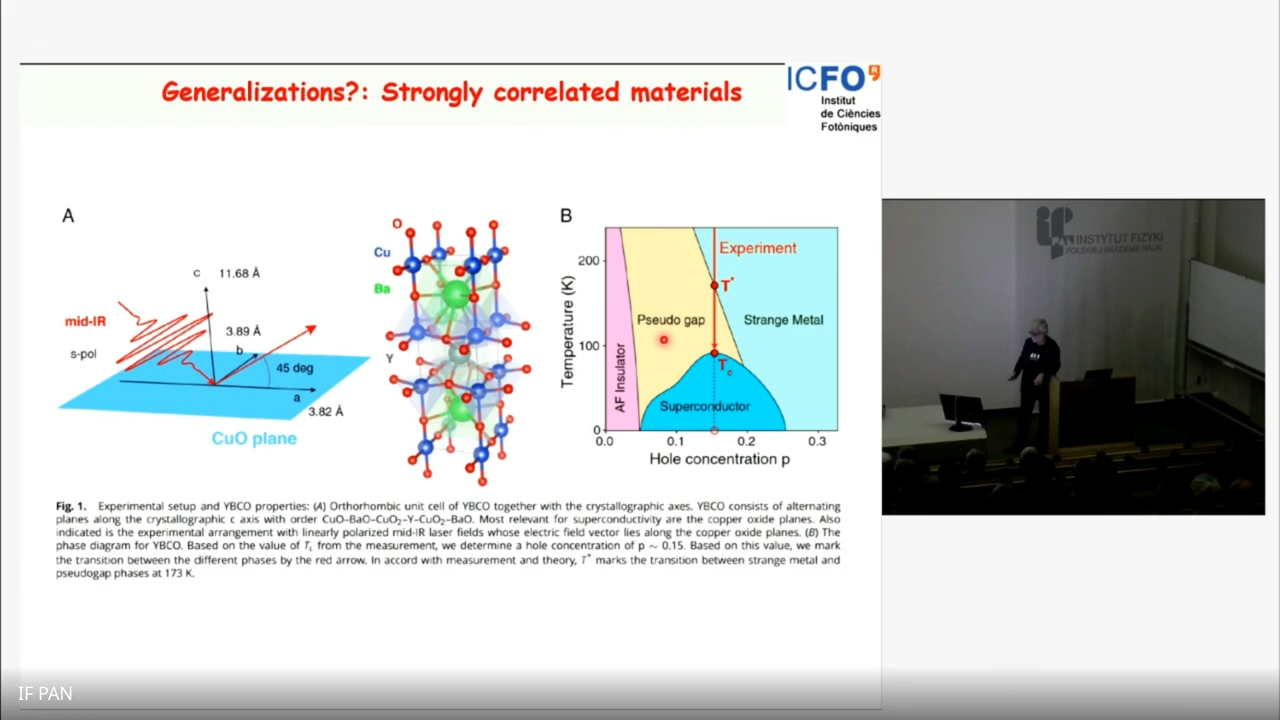 Generalizations?: Strongly correlated materials
ICFO
R
Institut
de Ciències
Fotòniques
A
c 11.68 Å
mid-IR
s-pol
3.89 Å
b
45 deg
a
3.82 Å
CuO plane
O
Cu
Ba
Y
B
Temperature (K)
200
100
0
Experiment
T*
Pseudo gap
Strange Metal
AF Insulator
Tc
Superconductor
0.0 0.1 0.2 0.3
Hole concentration p
Fig. 1. Experimental setup and YBCO properties: (A) Orthorhombic unit cell of YBCO together with the crystallographic axes. YBCO consists of alternating
planes along the crystallographic c axis with order CuO–BaO–CuO₂–Y–CuO₂–BaO. Most relevant for superconductivity are the copper oxide planes. Also
indicated is the experimental arrangement with linearly polarized mid-IR laser fields whose electric field vector lies along the copper oxide planes. (B) The
phase diagram for YBCO. Based on the value of Tc from the measurement, we determine a hole concentration of p ∼ 0.15. Based on this value, we mark
the transition between the different phases by the red arrow. In accord with measurement and theory, T* marks the transition between strange metal and
pseudogap phases at 173 K.
INSTYTUT FIZYKI
POLSKIEJ AKADEMII NAUK
IF PAN